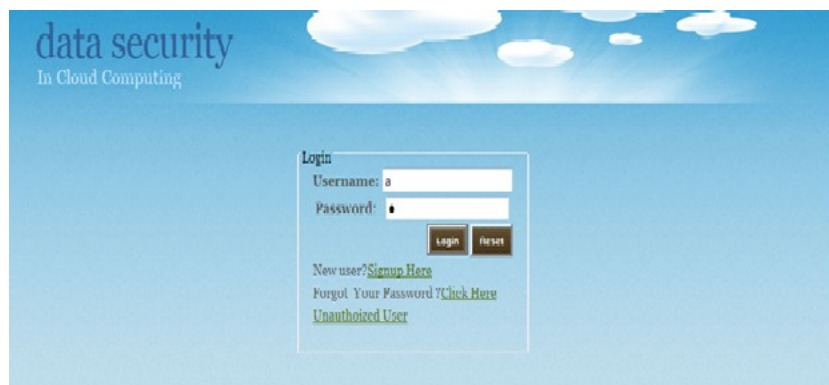 data security
In Cloud Computing
Login
Username: a
Password: •
Login Reset
New user?Signup Here
Forgot Your Password ?Click Here
Unauthoized User